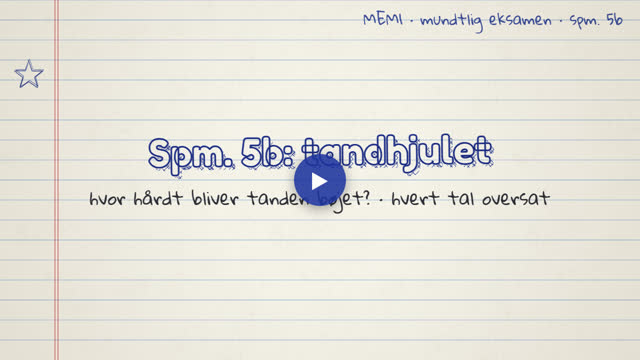 MEMI · mundtlig eksamen · spm. 5b
Spm. 5b: tandhjulet
hvor hårdt bliver tanden bøjet? · hvert tal oversat